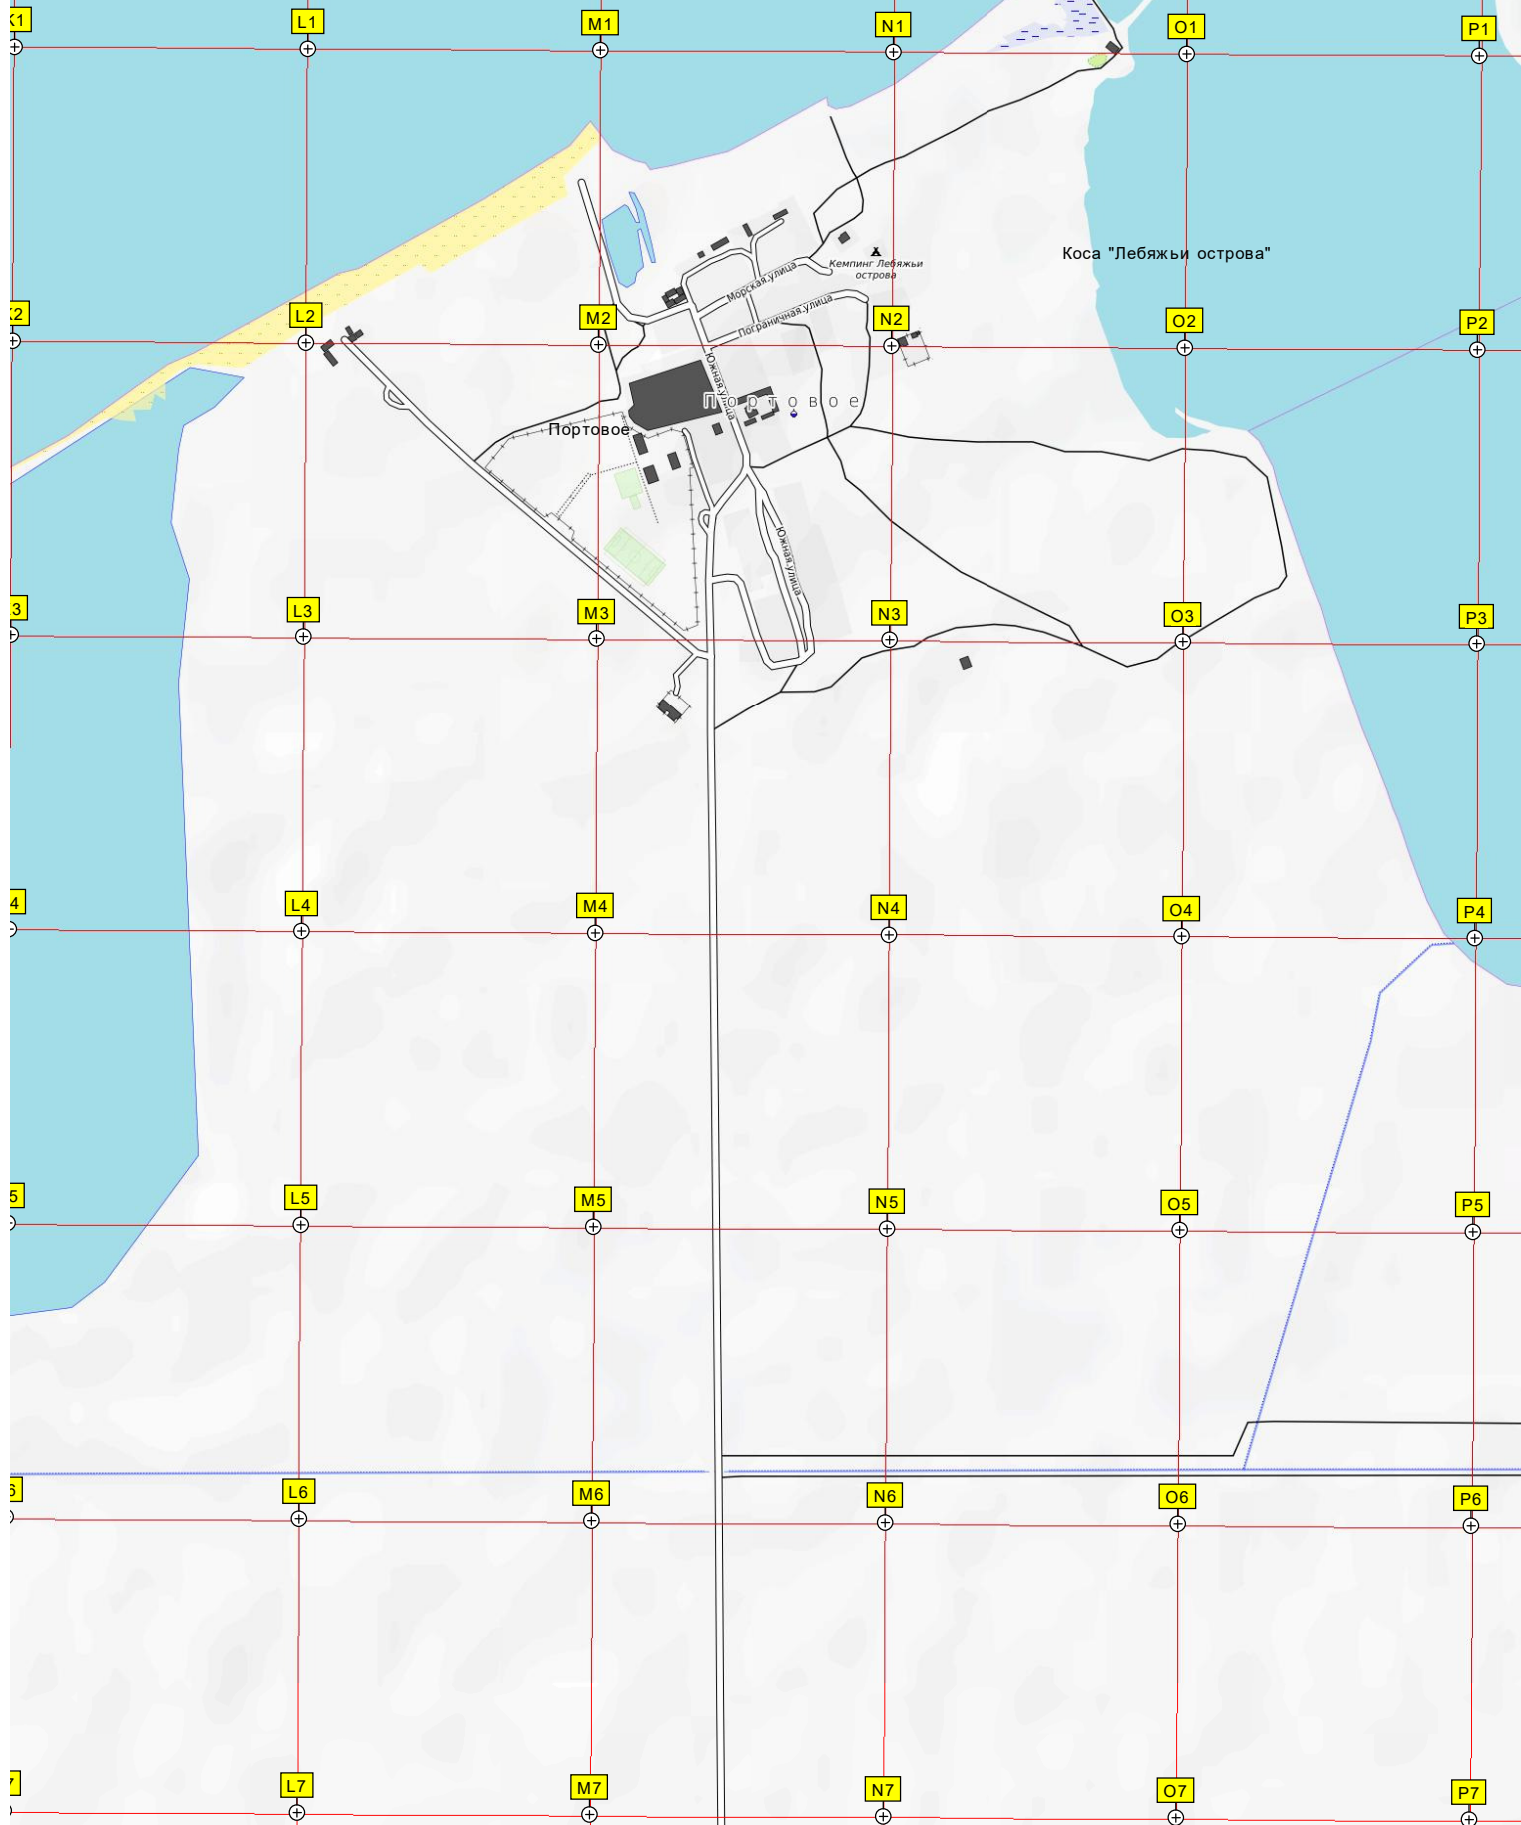 K1 L1 M1 N1 O1 P1
Коса "Лебяжьи острова"
Кемпинг Лебяжьи
острова
Морская улица
Пограничная улица
L2 M2 N2 O2 P2
Южная улица
Портовое
Портовое
Южная улица
3 L3 M3 N3 O3 P3
4 L4 M4 N4 O4 P4
5 L5 M5 N5 O5 P5
6 L6 M6 N6 O6 P6
7 L7 M7 N7 O7 P7